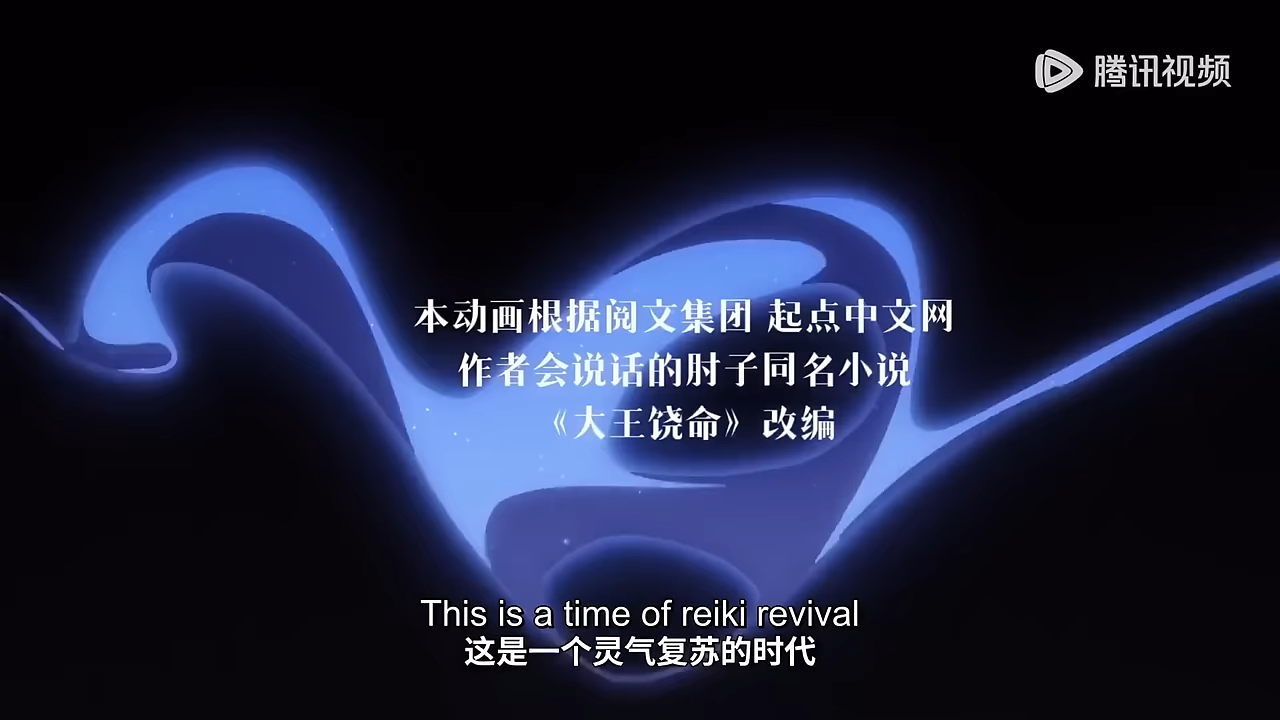 腾讯视频
本动画根据阅文集团 起点中文网
作者会说话的肘子同名小说
《大王饶命》改编
This is a time of reiki revival
这是一个灵气复苏的时代